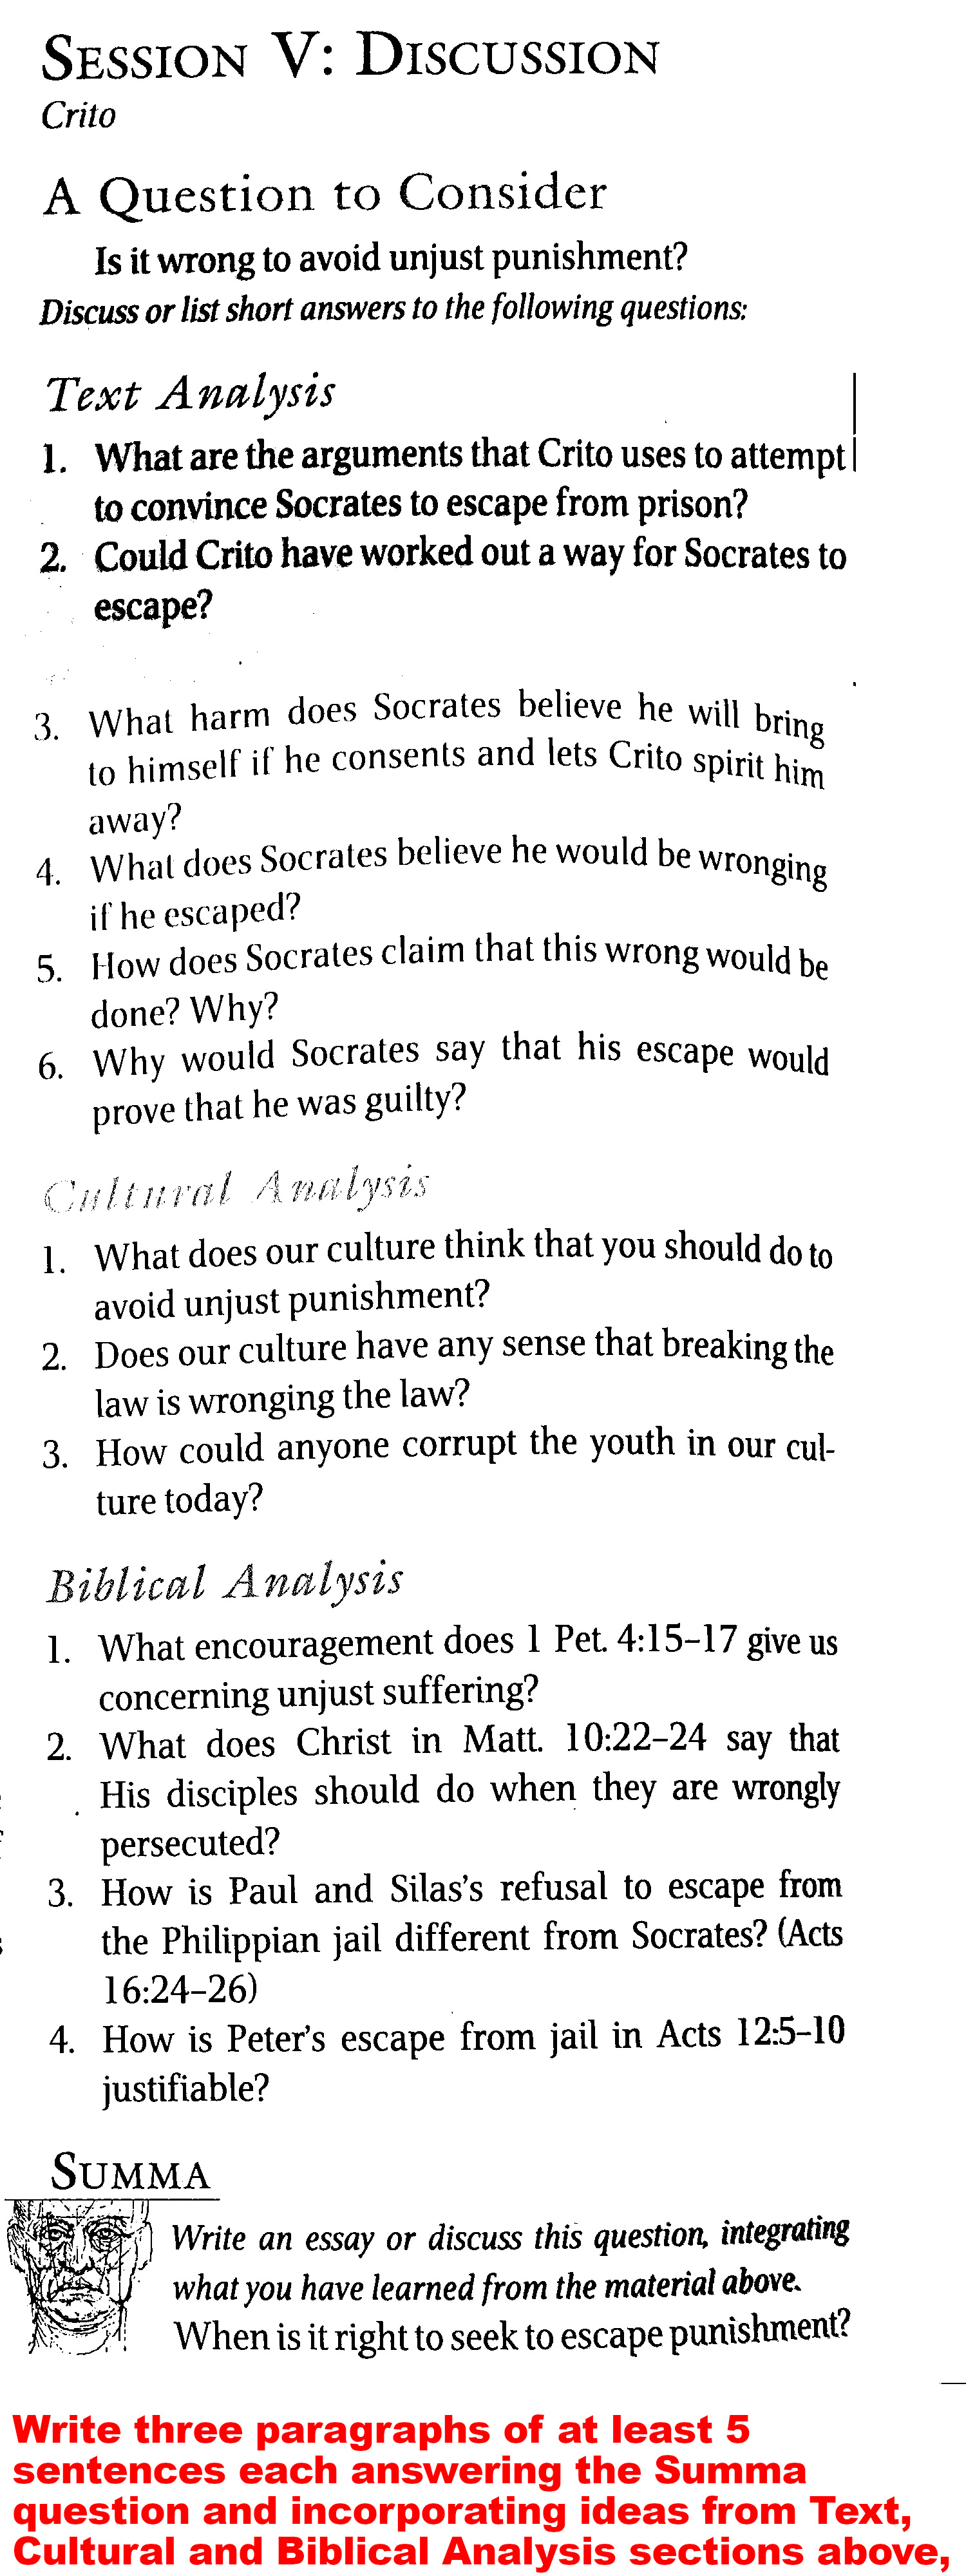 SESSION V: DISCUSSION
Crito
A Question to Consider
Is it wrong to avoid unjust punishment?
Discuss or list short answers to the following questions:
Text Analysis
1. What are the arguments that Crito uses to attempt
to convince Socrates to escape from prison?
2. Could Crito have worked out a way for Socrates to
escape?
3. What harm does Socrates believe he will bring
to himself if he consents and lets Crito spirit him
away?
4. What does Socrates believe he would be wronging
if he escaped?
5. How does Socrates claim that this wrong would be
done? Why?
6. Why would Socrates say that his escape would
prove that he was guilty?
Cultural Analysis
1. What does our culture think that you should do to
avoid unjust punishment?
2. Does our culture have any sense that breaking the
law is wronging the law?
3. How could anyone corrupt the youth in our cul-
ture today?
Biblical Analysis
1. What encouragement does 1 Pet. 4:15–17 give us
concerning unjust suffering?
2. What does Christ in Matt. 10:22–24 say that
His disciples should do when they are wrongly
persecuted?
3. How is Paul and Silas's refusal to escape from
the Philippian jail different from Socrates? (Acts
16:24–26)
4. How is Peter's escape from jail in Acts 12:5–10
justifiable?
SUMMA
Write an essay or discuss this question, integrating
what you have learned from the material above.
When is it right to seek to escape punishment?
Write three paragraphs of at least 5
sentences each answering the Summa
question and incorporating ideas from Text,
Cultural and Biblical Analysis sections above,